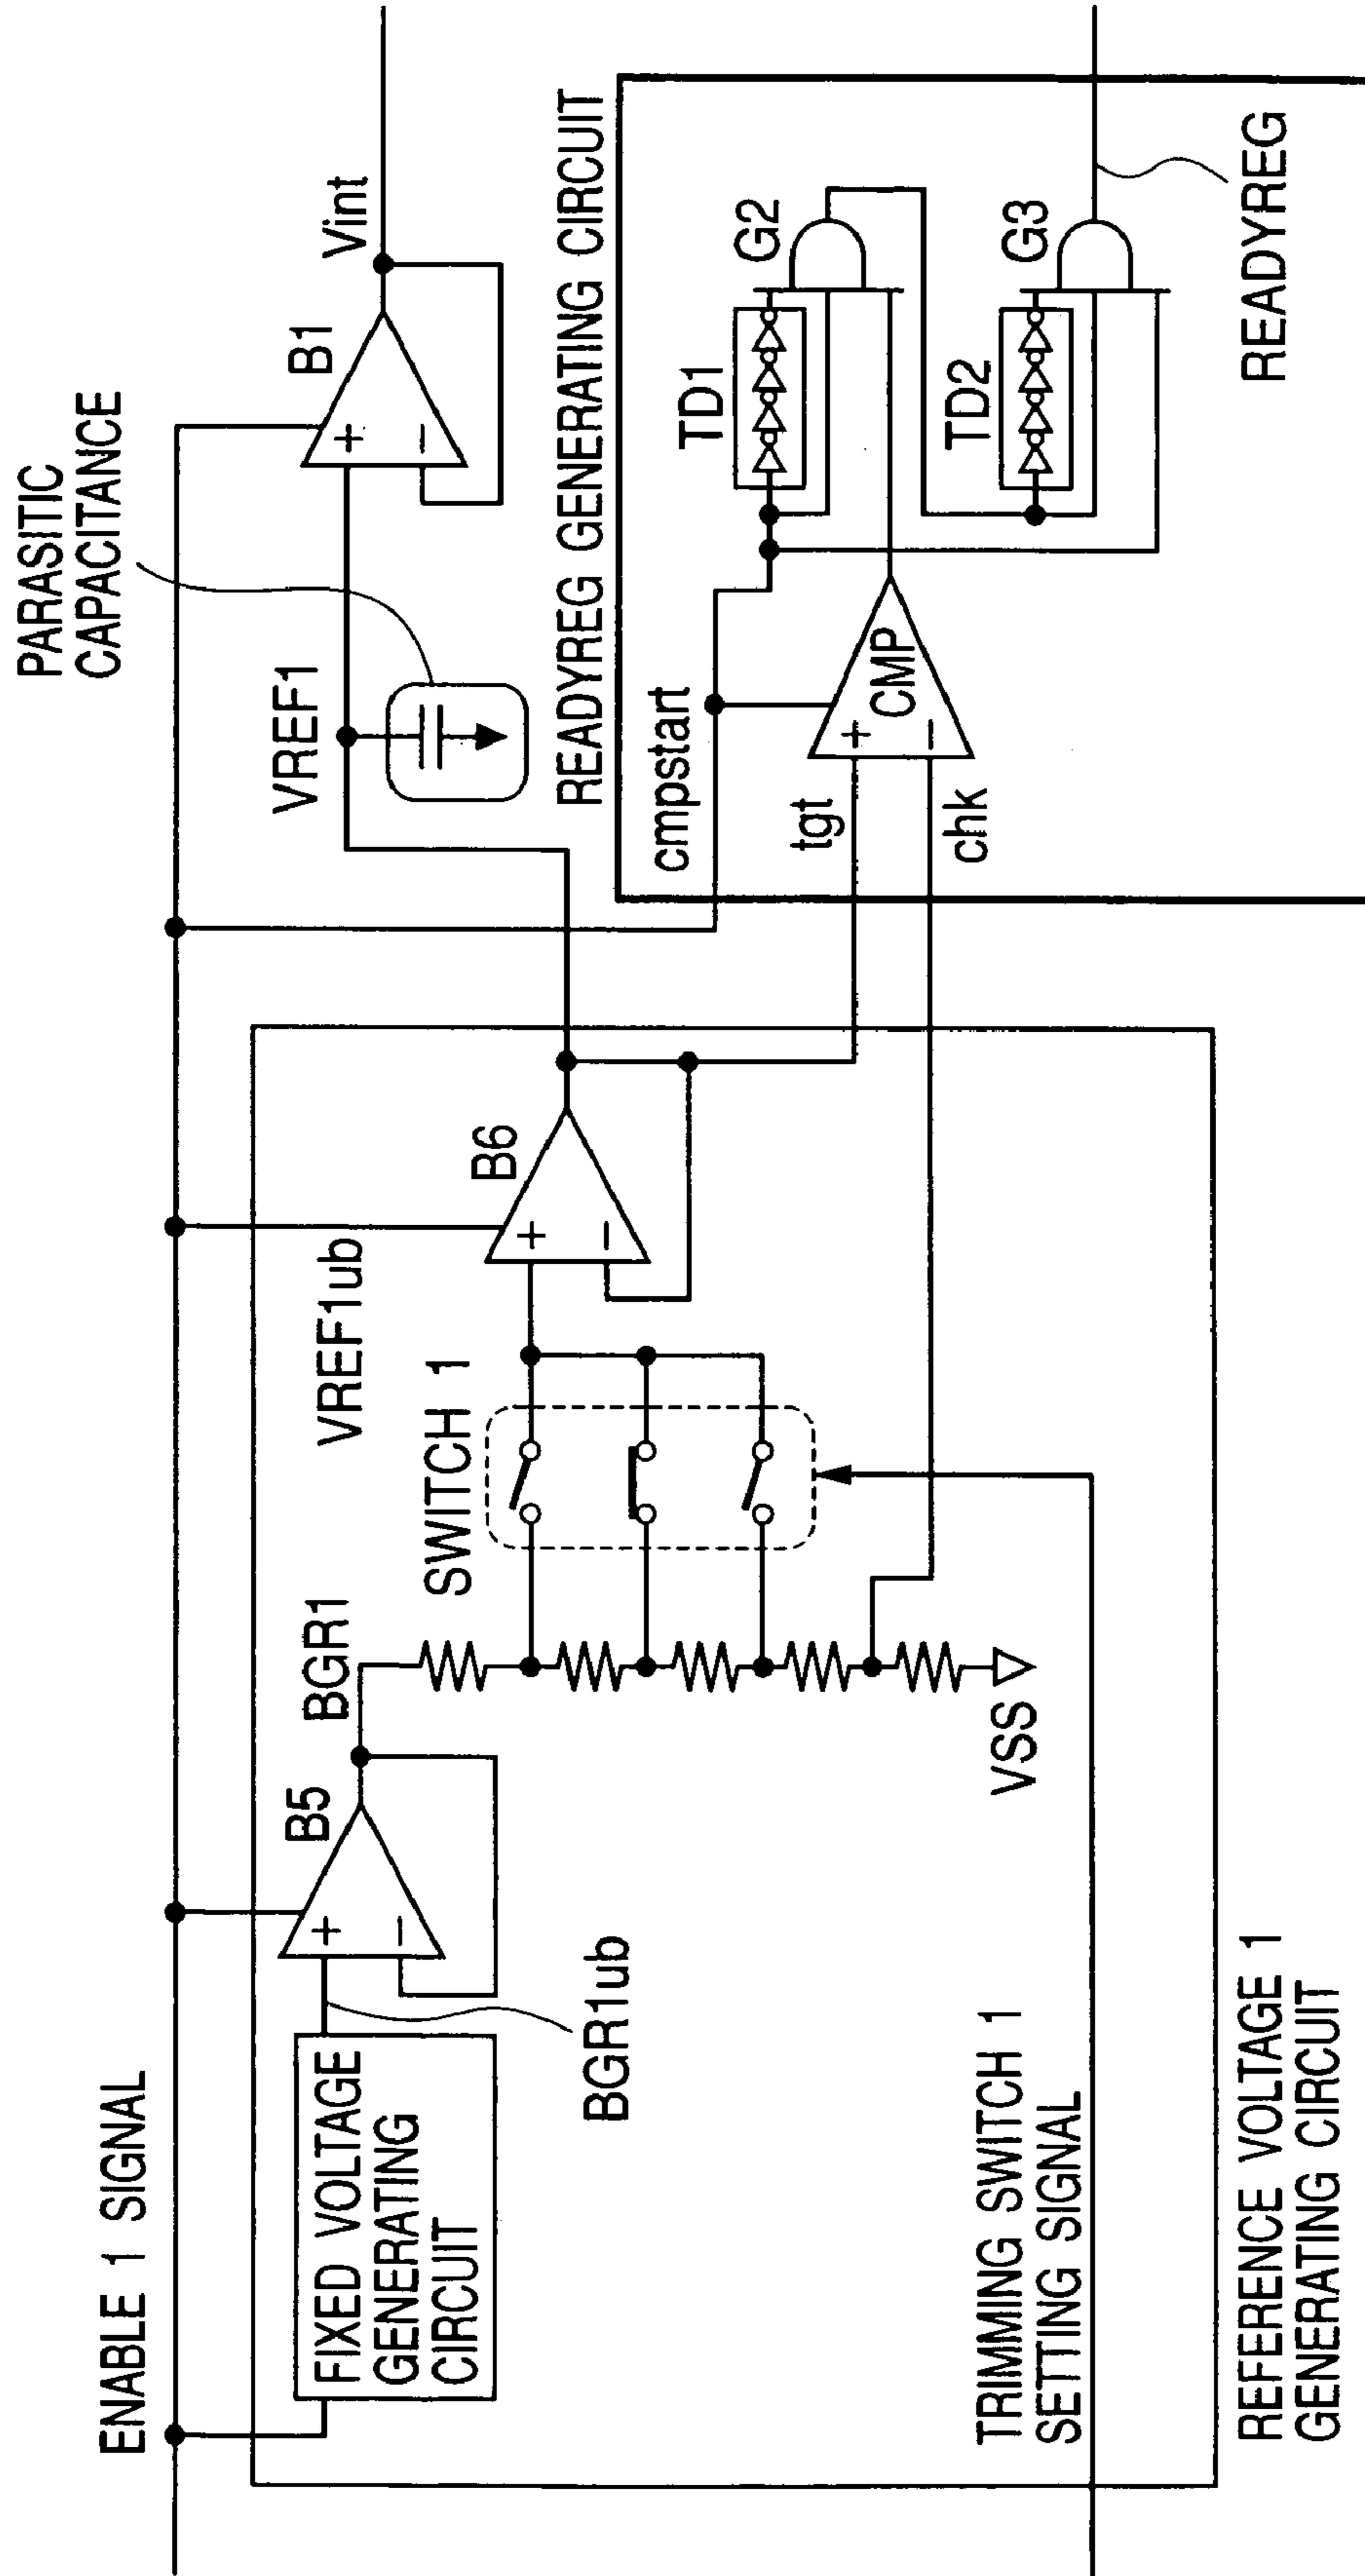 ENABLE 1 SIGNAL
FIXED VOLTAGE
GENERATING
CIRCUIT
BGR1ub
B5
+
−
BGR1
VSS
SWITCH 1
VREF1ub
B6
+
−
TRIMMING SWITCH 1
SETTING SIGNAL
REFERENCE VOLTAGE 1
GENERATING CIRCUIT
PARASITIC
CAPACITANCE
VREF1
B1
+
−
Vint
READYREG GENERATING CIRCUIT
cmpstart
tgt
chk
+
−
CMP
TD1
G2
TD2
G3
READYREG